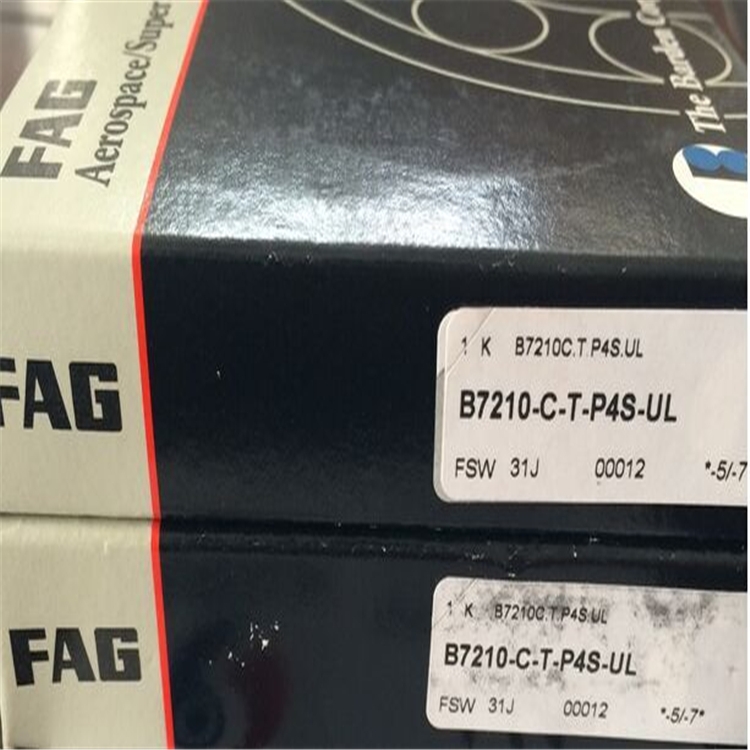 FAG
Aerospace/Super
The Barden Co
B
FAG
1 K B7210C.T.P4S.UL
B7210-C-T-P4S-UL
FSW 31J 00012 *-5/-7
FAG
1 K B7210C.T.P4S.UL
B7210-C-T-P4S-UL
FSW 31J 00012 *-5/-7*